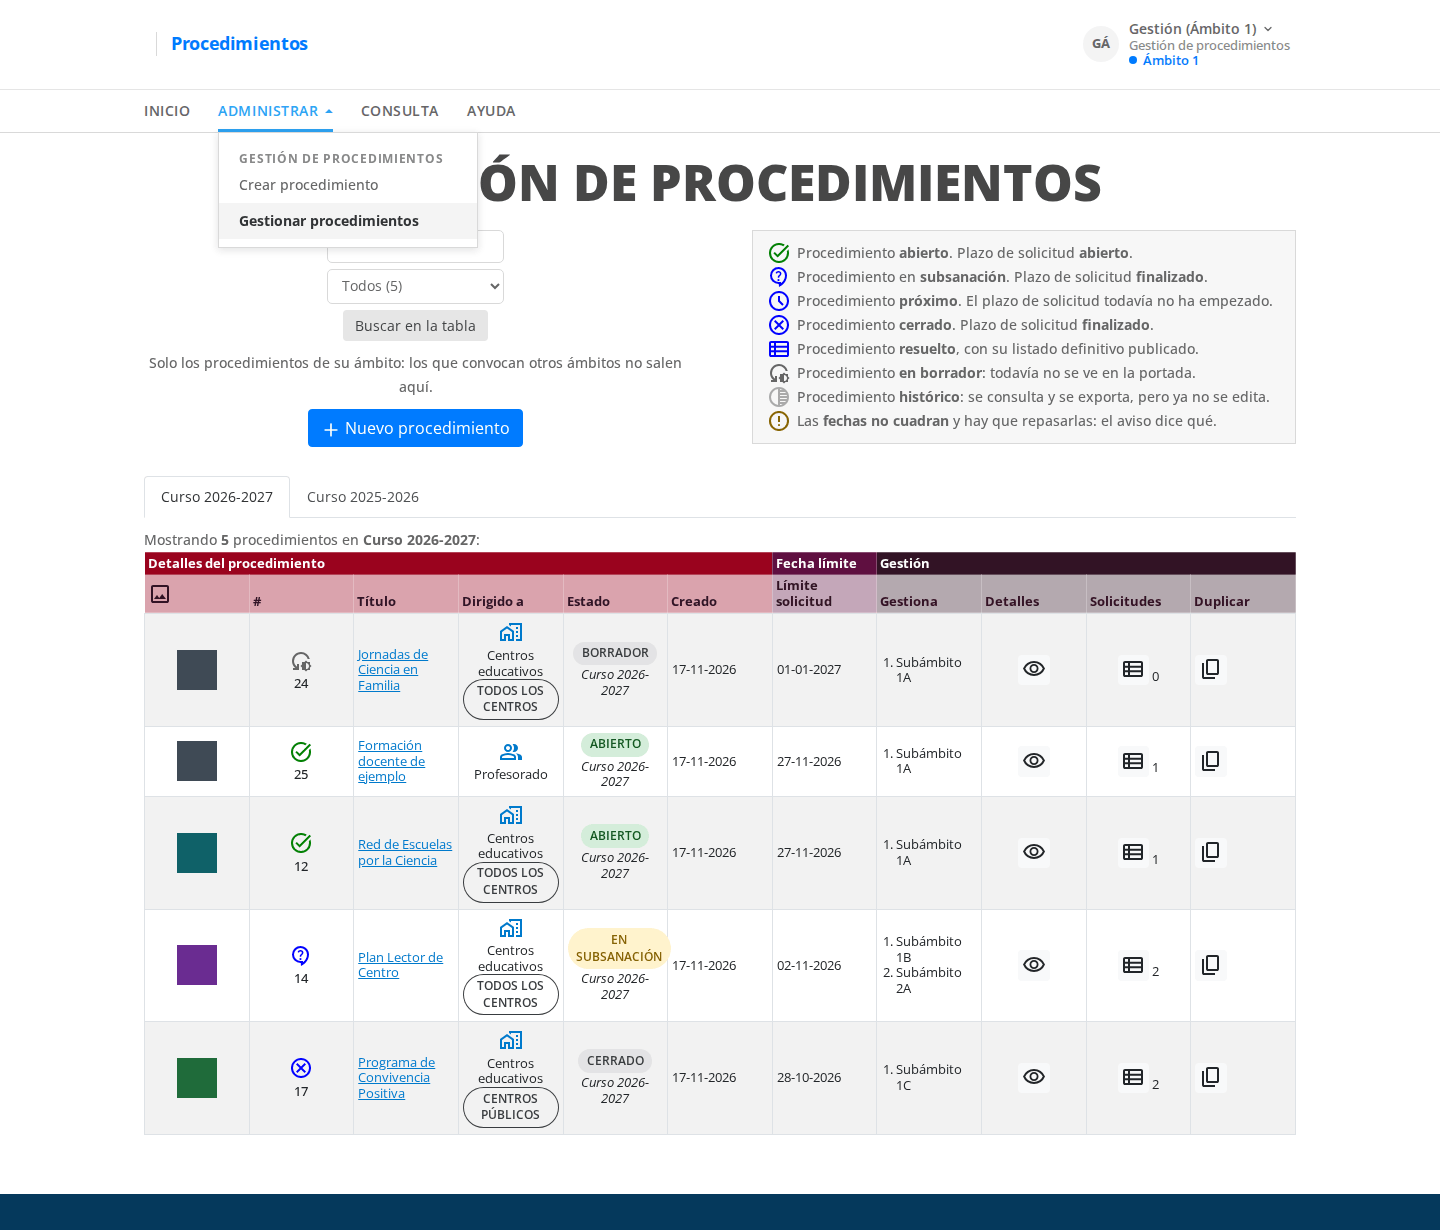 Procedimientos
GÁ
Gestión (Ámbito 1)
Gestión de procedimientos
Ámbito 1
INICIO
ADMINISTRAR
CONSULTA
AYUDA
GESTIÓN DE PROCEDIMIENTOS
Crear procedimiento
Gestionar procedimientos
ÓN DE PROCEDIMIENTOS
Todos (5)
Buscar en la tabla
Solo los procedimientos de su ámbito: los que convocan otros ámbitos no salen
aquí.
Nuevo procedimiento
Procedimiento abierto. Plazo de solicitud abierto.
Procedimiento en subsanación. Plazo de solicitud finalizado.
Procedimiento próximo. El plazo de solicitud todavía no ha empezado.
Procedimiento cerrado. Plazo de solicitud finalizado.
Procedimiento resuelto, con su listado definitivo publicado.
Procedimiento en borrador: todavía no se ve en la portada.
Procedimiento histórico: se consulta y se exporta, pero ya no se edita.
Las fechas no cuadran y hay que repasarlas: el aviso dice qué.
Curso 2026-2027
Curso 2025-2026
Mostrando 5 procedimientos en Curso 2026-2027:
Detalles del procedimiento
Fecha límite
Gestión
#
Título
Dirigido a
Estado
Creado
Límite
solicitud
Gestiona
Detalles
Solicitudes
Duplicar
24
Jornadas de
Ciencia en
Familia
Centros
educativos
TODOS LOS
CENTROS
BORRADOR
Curso 2026-
2027
17-11-2026
01-01-2027
1. Subámbito
1A
0
25
Formación
docente de
ejemplo
Profesorado
ABIERTO
Curso 2026-
2027
17-11-2026
27-11-2026
1. Subámbito
1A
1
12
Red de Escuelas
por la Ciencia
Centros
educativos
TODOS LOS
CENTROS
ABIERTO
Curso 2026-
2027
17-11-2026
27-11-2026
1. Subámbito
1A
1
14
Plan Lector de
Centro
Centros
educativos
TODOS LOS
CENTROS
EN
SUBSANACIÓN
Curso 2026-
2027
17-11-2026
02-11-2026
1. Subámbito
1B
2. Subámbito
2A
2
17
Programa de
Convivencia
Positiva
Centros
educativos
CENTROS
PÚBLICOS
CERRADO
Curso 2026-
2027
17-11-2026
28-10-2026
1. Subámbito
1C
2